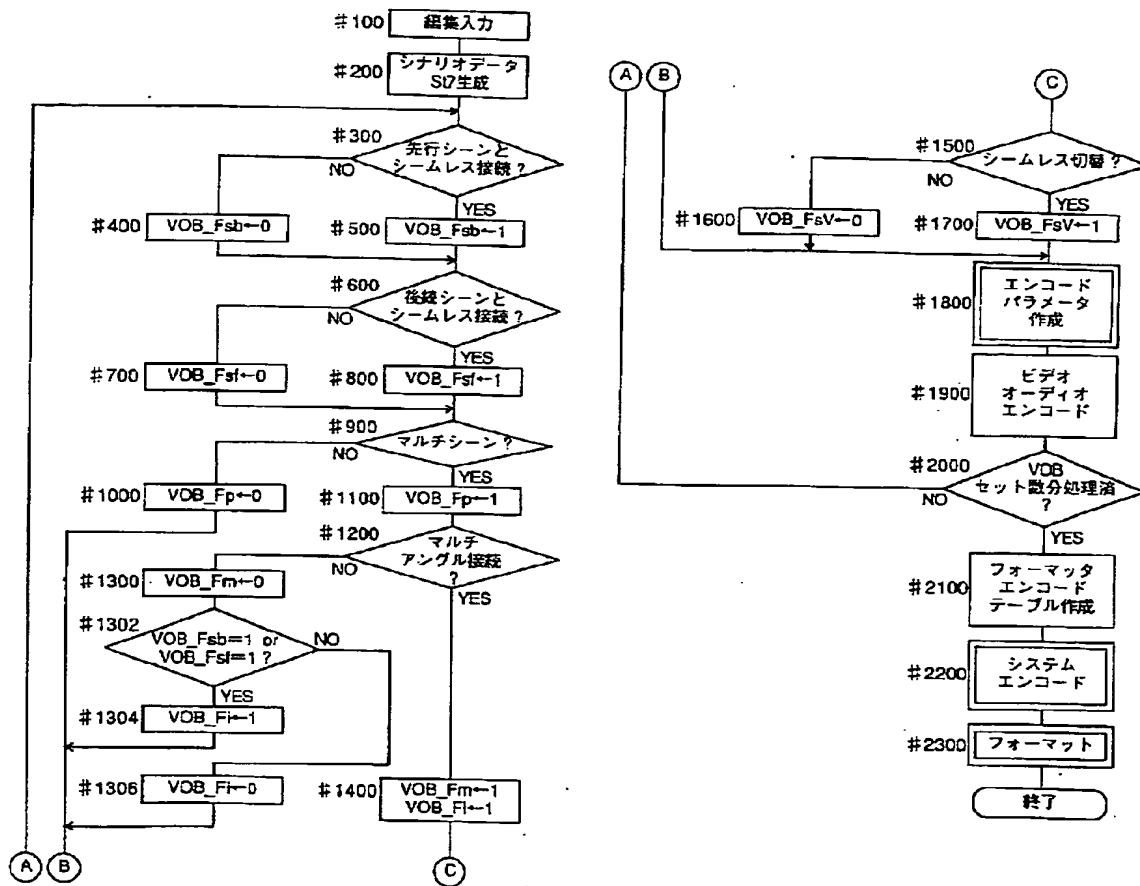 #100
編集入力
#200
シナリオデータ
St7生成
#300
先行シーンと
シームレス接続?
NO
YES
#400
VOB_Fsb←0
#500
VOB_Fsb←1
#600
後続シーンと
シームレス接続?
NO
YES
#700
VOB_Fsf←0
#800
VOB_Fsf←1
#900
マルチシーン?
NO
YES
#1000
VOB_Fp←0
#1100
VOB_Fp←1
#1200
マルチ
アングル接続
?
NO
YES
#1300
VOB_Fm←0
#1302
VOB_Fsb=1 or
VOB_Fsf=1?
NO
YES
#1304
VOB_Fi←1
#1306
VOB_Fi←0
#1400
VOB_Fm←1
VOB_Fi←1
A
B
C
A
B
C
#1500
シームレス切替?
NO
YES
#1600
VOB_FsV←0
#1700
VOB_FsV←1
#1800
エンコード
パラメータ
作成
#1900
ビデオ
オーディオ
エンコード
#2000
VOB
セット数分処理済
?
NO
YES
#2100
フォーマッタ
エンコード
テーブル作成
#2200
システム
エンコード
#2300
フォーマット
終了